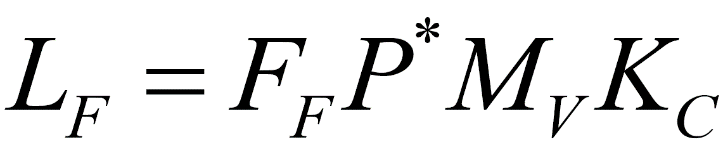 L_F = F_F P^* M_V K_C